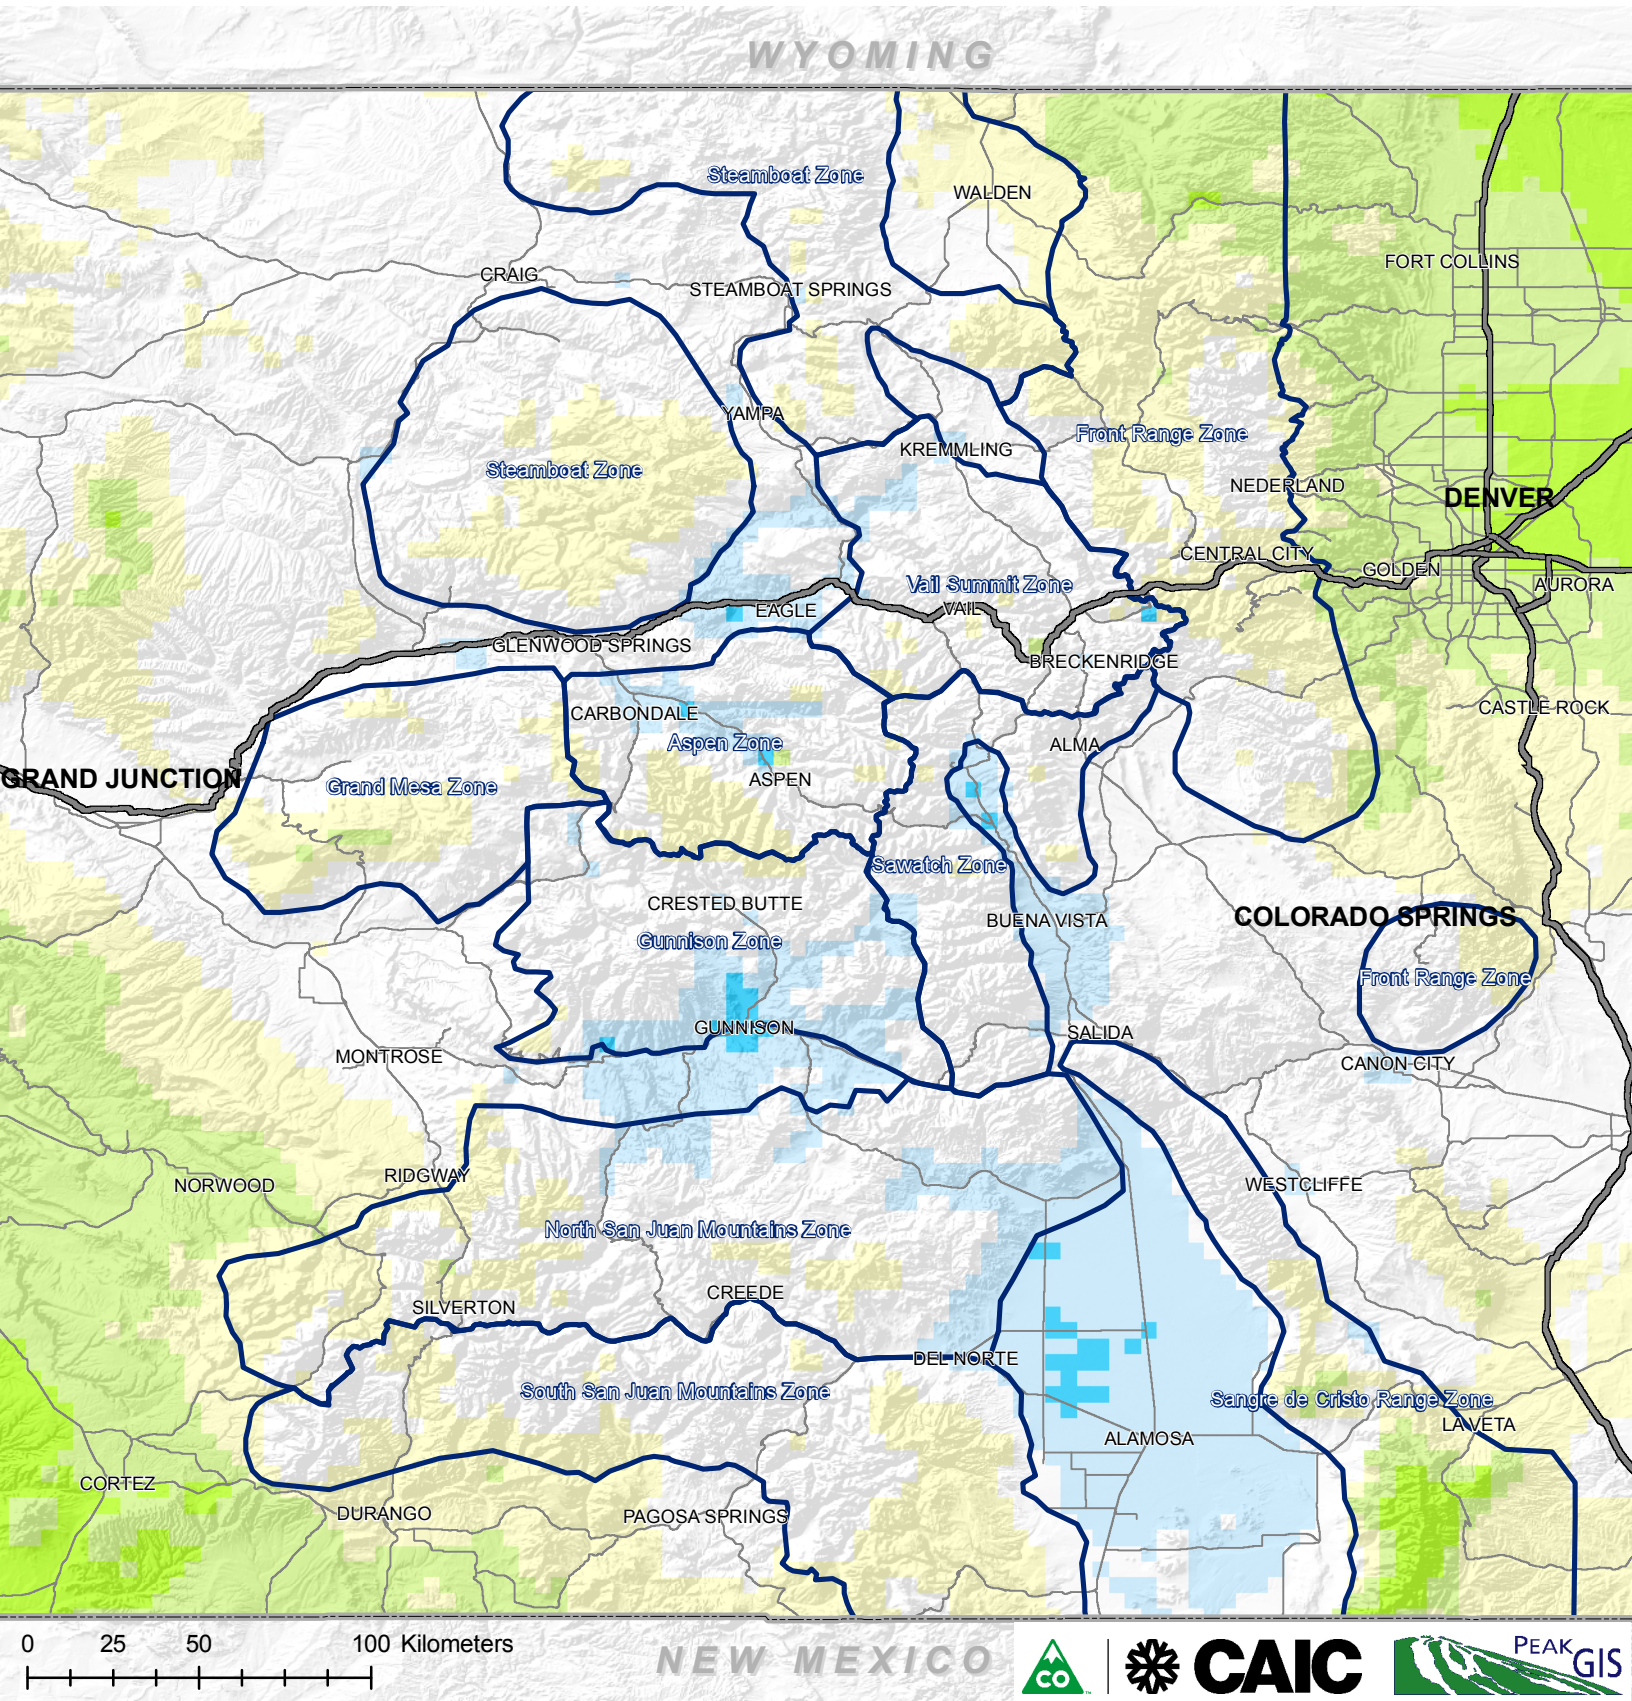 WYOMING
Steamboat Zone
WALDEN
FORT COLLINS
CRAIG
STEAMBOAT SPRINGS
YAMPA
Front Range Zone
KREMMLING
Steamboat Zone
NEDERLAND
DENVER
CENTRAL CITY
GOLDEN
AURORA
Vail Summit Zone
VAIL
EAGLE
GLENWOOD SPRINGS
BRECKENRIDGE
CARBONDALE
CASTLE ROCK
Aspen Zone
ALMA
GRAND JUNCTION
ASPEN
Grand Mesa Zone
Sawatch Zone
CRESTED BUTTE
BUENA VISTA
COLORADO SPRINGS
Gunnison Zone
Front Range Zone
GUNNISON
SALIDA
MONTROSE
CANON CITY
RIDGWAY
NORWOOD
WESTCLIFFE
North San Juan Mountains Zone
CREEDE
SILVERTON
DEL NORTE
South San Juan Mountains Zone
Sangre de Cristo Range Zone
LA VETA
ALAMOSA
CORTEZ
DURANGO
PAGOSA SPRINGS
0 25 50 100 Kilometers
NEW MEXICO
CO
CAIC
PEAK
GIS